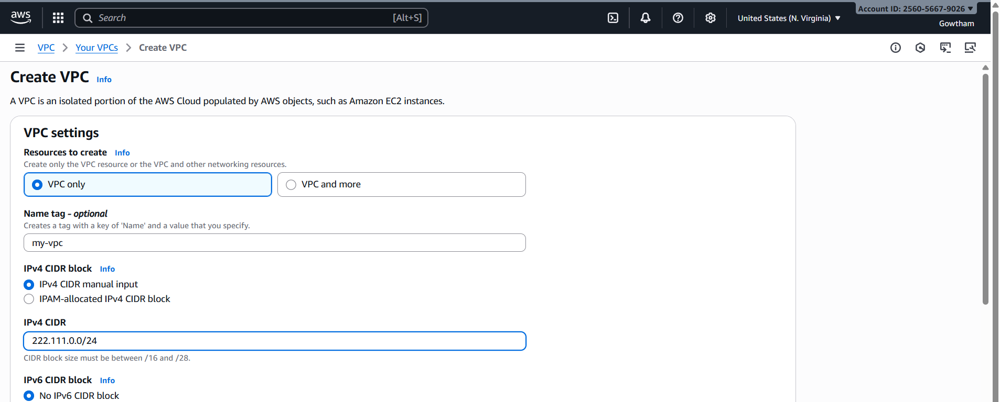 aws
Search [Alt+S]
United States (N. Virginia)
Account ID: 2560-5667-9026
Gowtham
VPC > Your VPCs > Create VPC
Create VPC Info
A VPC is an isolated portion of the AWS Cloud populated by AWS objects, such as Amazon EC2 instances.
VPC settings
Resources to create Info
Create only the VPC resource or the VPC and other networking resources.
VPC only VPC and more
Name tag - optional
Creates a tag with a key of 'Name' and a value that you specify.
my-vpc
IPv4 CIDR block Info
IPv4 CIDR manual input
IPAM-allocated IPv4 CIDR block
IPv4 CIDR
222.111.0.0/24
CIDR block size must be between /16 and /28.
IPv6 CIDR block Info
No IPv6 CIDR block